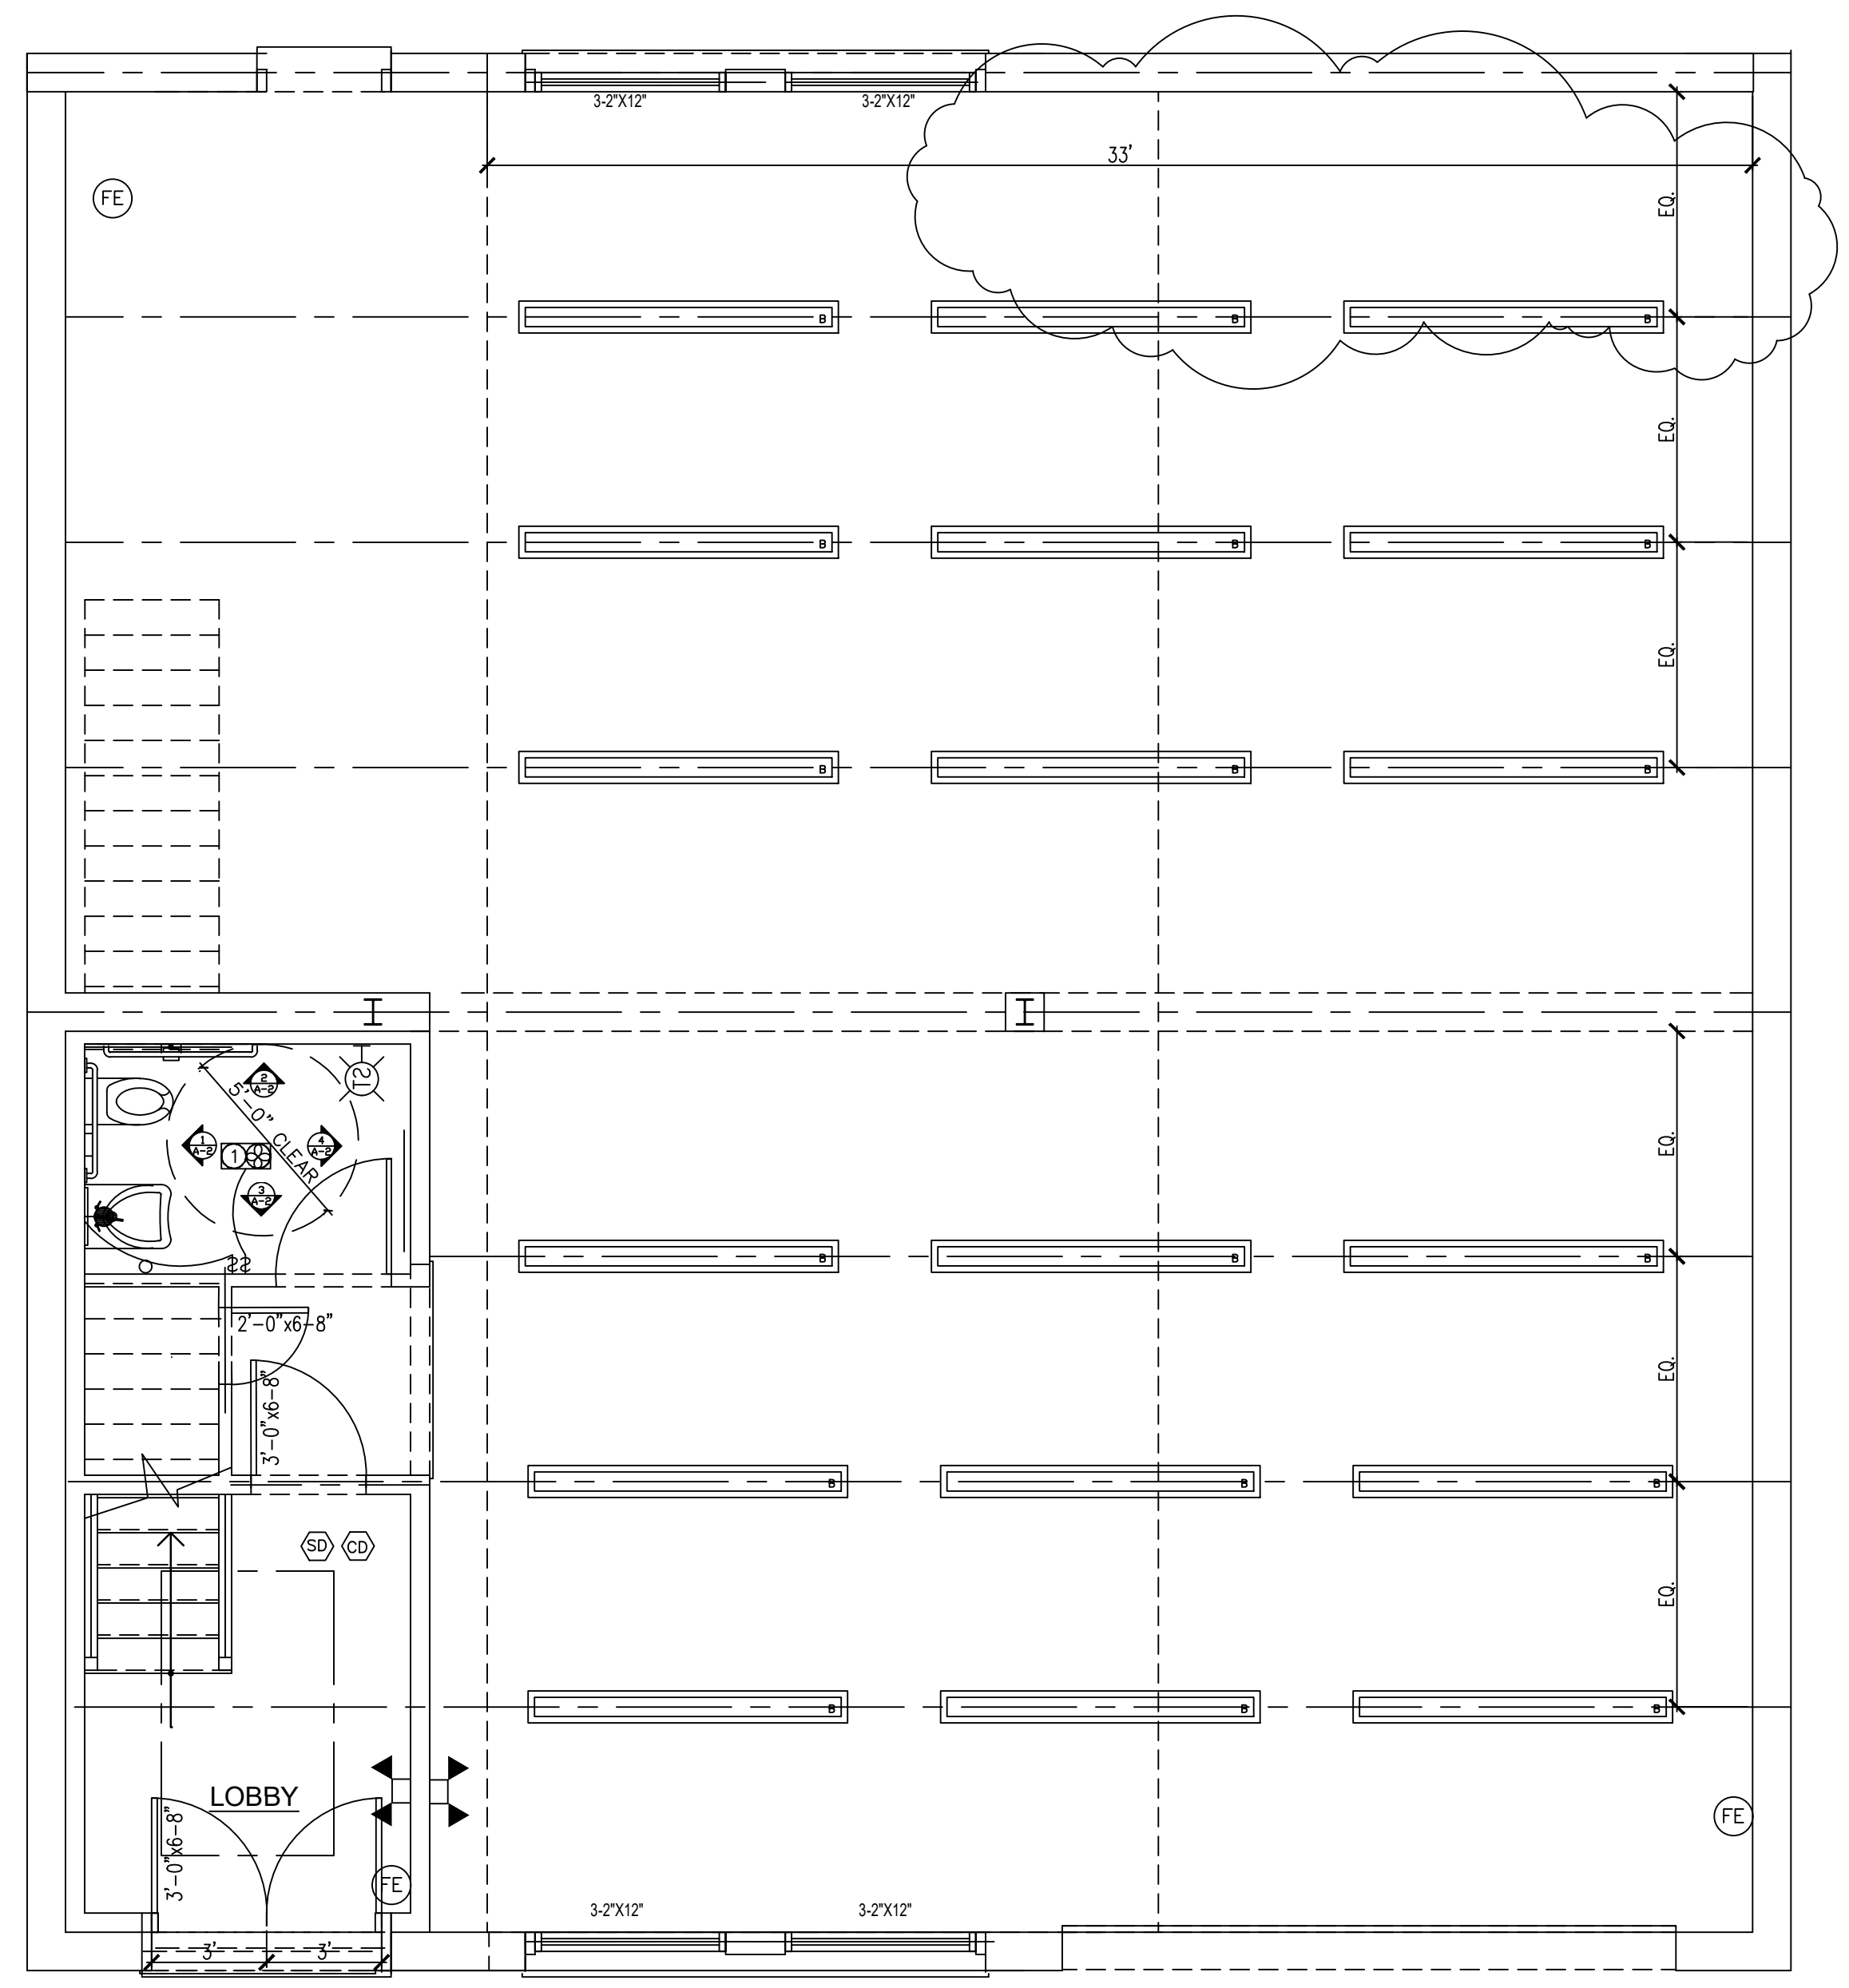 3-2"X12" 3-2"X12"
33'
FE
EQ.
B B B
EQ.
B B B
EQ.
B B B
I I
TS
2
A-2
5'-0" CLEAR
1
A-2
4
A-2
1
3
A-2
EQ.
SS
B B B
2'-0"x6-8"
3'-0"x6-8"
EQ.
B B B
SD CD
EQ.
B B B
LOBBY
3'-0"x6-8"
FE
FE
3-2"X12" 3-2"X12"
3' 3'